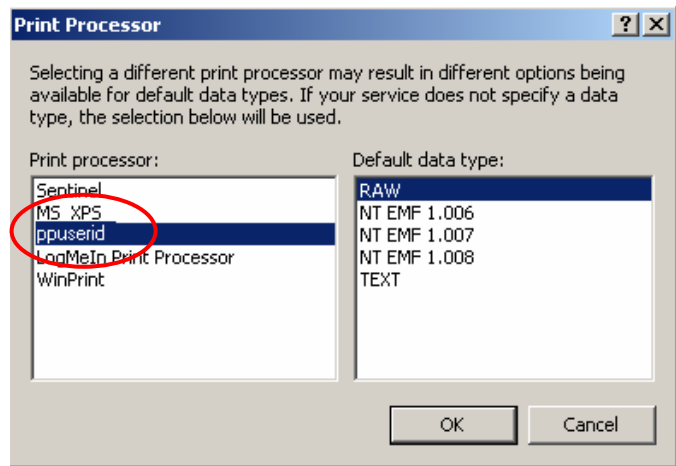 Print Processor
Selecting a different print processor may result in different options being
available for default data types. If your service does not specify a data
type, the selection below will be used.
Print processor:
Default data type:
Sentinel
MS_XPS_
ppuserid
LogMeIn Print Processor
WinPrint
RAW
NT EMF 1.006
NT EMF 1.007
NT EMF 1.008
TEXT
OK
Cancel